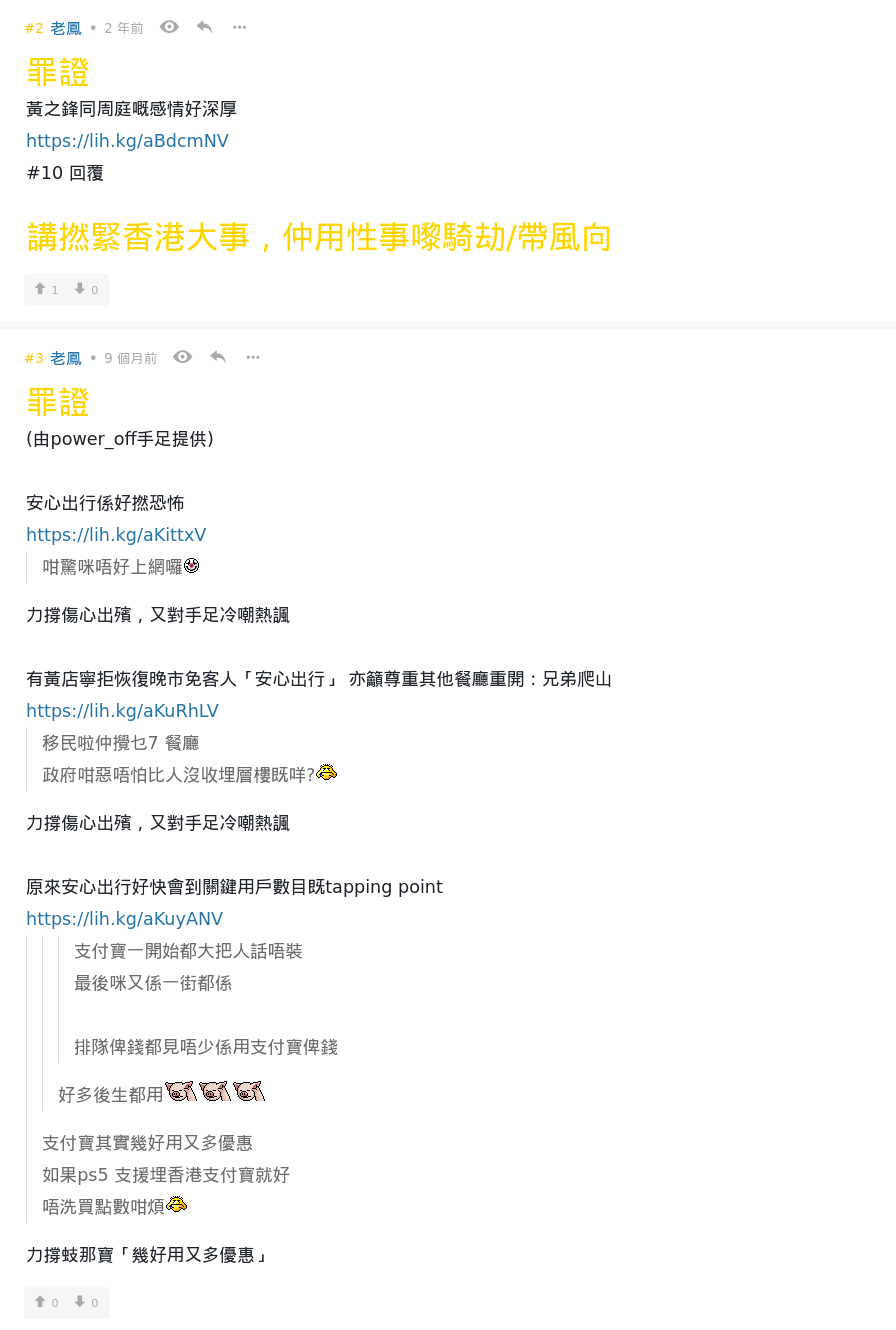 #2 老鳳 • 2 年前
罪證
黃之鋒同周庭嘅感情好深厚
https://lih.kg/aBdcmNV
#10 回覆
講撚緊香港大事，仲用性事嚟騎劫/帶風向
1 0
#3 老鳳 • 9 個月前
罪證
(由power_off手足提供)
安心出行係好撚恐怖
https://lih.kg/aKittxV
咁驚咪唔好上網囉
力撐傷心出殯，又對手足冷嘲熱諷
有黃店寧拒恢復晚市免客人「安心出行」 亦籲尊重其他餐廳重開：兄弟爬山
https://lih.kg/aKuRhLV
移民啦仲攪乜7 餐廳
政府咁惡唔怕比人沒收埋層樓既咩?
力撐傷心出殯，又對手足冷嘲熱諷
原來安心出行好快會到關鍵用戶數目既tapping point
https://lih.kg/aKuyANV
支付寶一開始都大把人話唔裝
最後咪又係一街都係
排隊俾錢都見唔少係用支付寶俾錢
好多後生都用
支付寶其實幾好用又多優惠
如果ps5 支援埋香港支付寶就好
唔洗買點數咁煩
力撐蚊那寶「幾好用又多優惠」
0 0